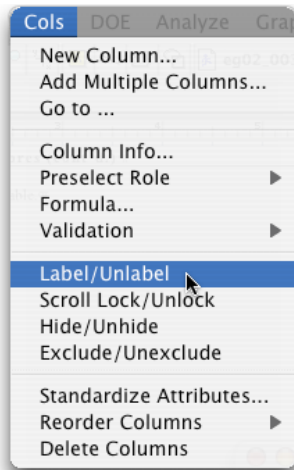 Cols DOE Analyze Grap
New Column...
Add Multiple Columns...
Go to ...
Column Info...
Preselect Role
Formula...
Validation
Label/Unlabel
Scroll Lock/Unlock
Hide/Unhide
Exclude/Unexclude
Standardize Attributes...
Reorder Columns
Delete Columns